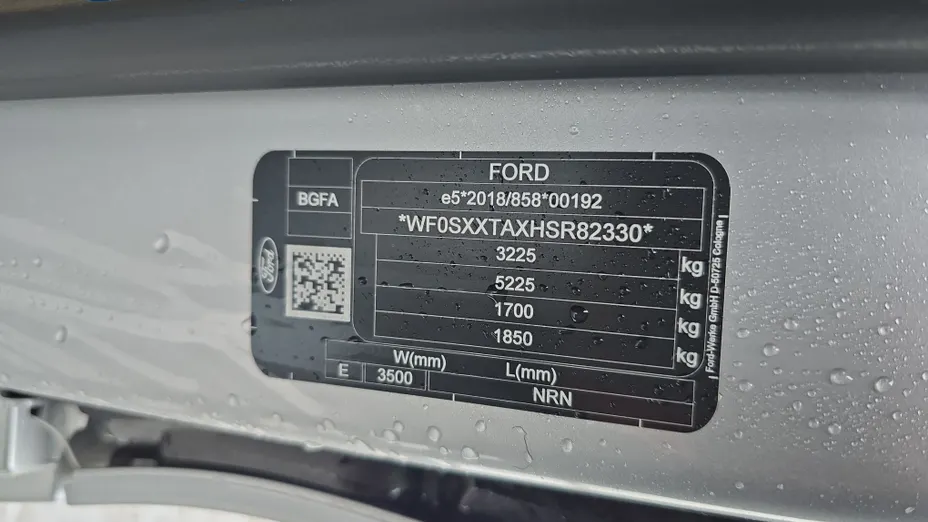 FORD
BGFA
e5*2018/858*00192
*WF0SXXTAXHSR82330*
3225 kg
5225 kg
1700 kg
1850 kg
Ford
W(mm) L(mm)
E 3500 NRN
Ford-Werke GmbH D-50725 Cologne